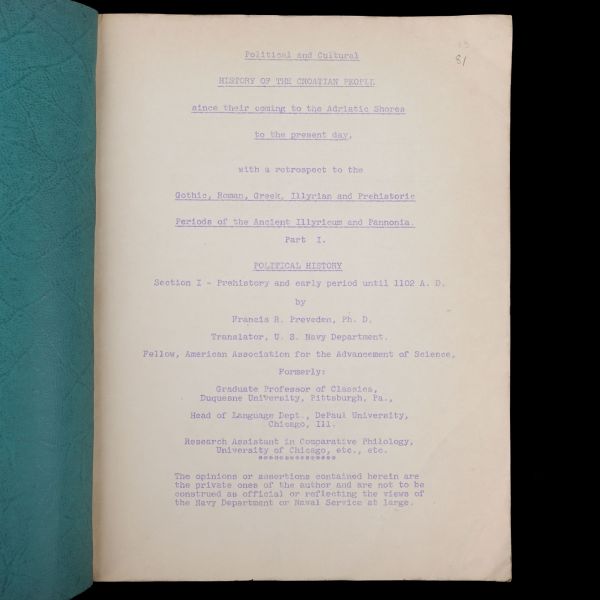 81
Political and Cultural
HISTORY OF THE CROATIAN PEOPLE
since their coming to the Adriatic Shores
to the present day,
with a retrospect to the
Gothic, Roman, Greek, Illyrian and Prehistoric
Periods of the Ancient Illyricum and Pannonia.
Part I.
POLITICAL HISTORY
Section I - Prehistory and early period until 1102 A. D.
by
Francis R. Preveden, Ph. D.
Translator, U. S. Navy Department.
Fellow, American Association for the Advancement of Science,
Formerly:
Graduate Professor of Classics,
Duquesne University, Pittsburgh, Pa.,
Head of Language Dept., DePaul University,
Chicago, Ill.
Research Assistant in Comparative Philology,
University of Chicago, etc., etc.
***************
The opinions or assertions contained herein are
the private ones of the author and are not to be
construed as official or reflecting the views of
the Navy Department or Naval Service at large.